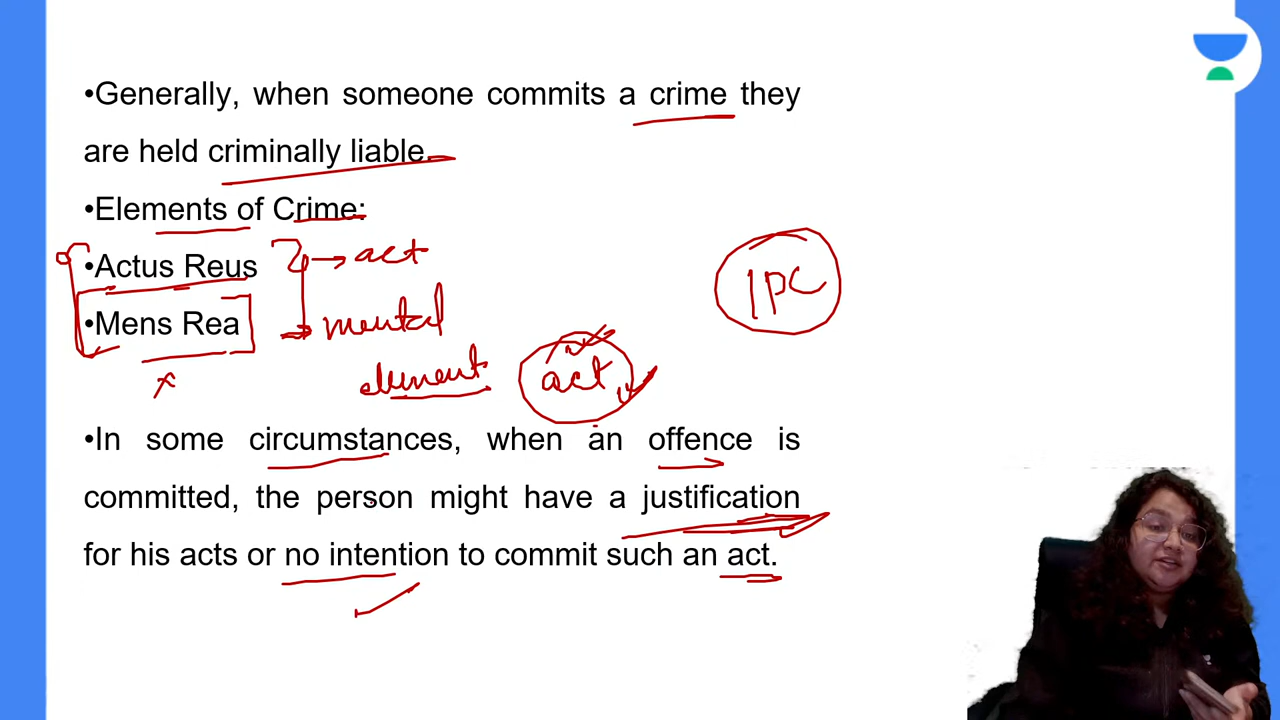 •Generally, when someone commits a crime they
are held criminally liable.
•Elements of Crime:
•Actus Reus → act
•Mens Rea → mental
element
act
IPC
•In some circumstances, when an offence is
committed, the person might have a justification
for his acts or no intention to commit such an act.